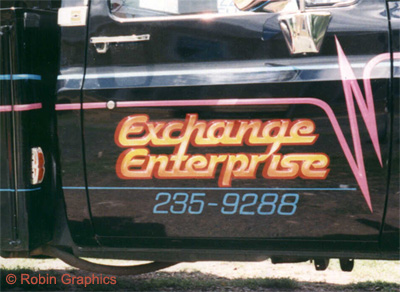 Exchange
Enterprise
235-9288
© Robin Graphics